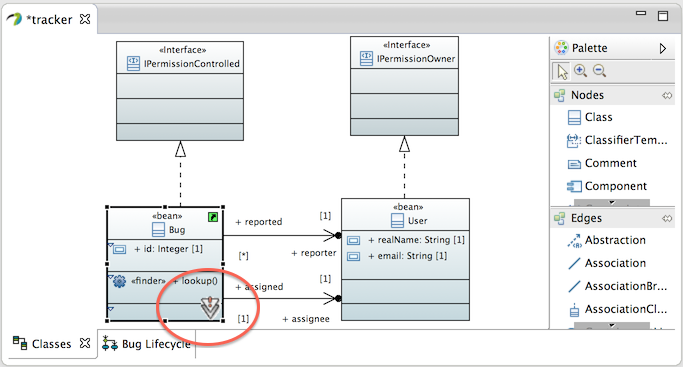 *tracker
«Interface»
IPermissionControlled
«Interface»
IPermissionOwner
«bean»
Bug
+ id: Integer [1]
«finder» + lookup()
+ reported
[1]
[*]
+ reporter
+ assigned
[1]
[1]
+ assignee
«bean»
User
+ realName: String [1]
+ email: String [1]
Palette
Nodes
Class
ClassifierTem...
Comment
Component
Edges
Abstraction
Association
AssociationBr...
AssociationCl...
Classes
Bug Lifecycle